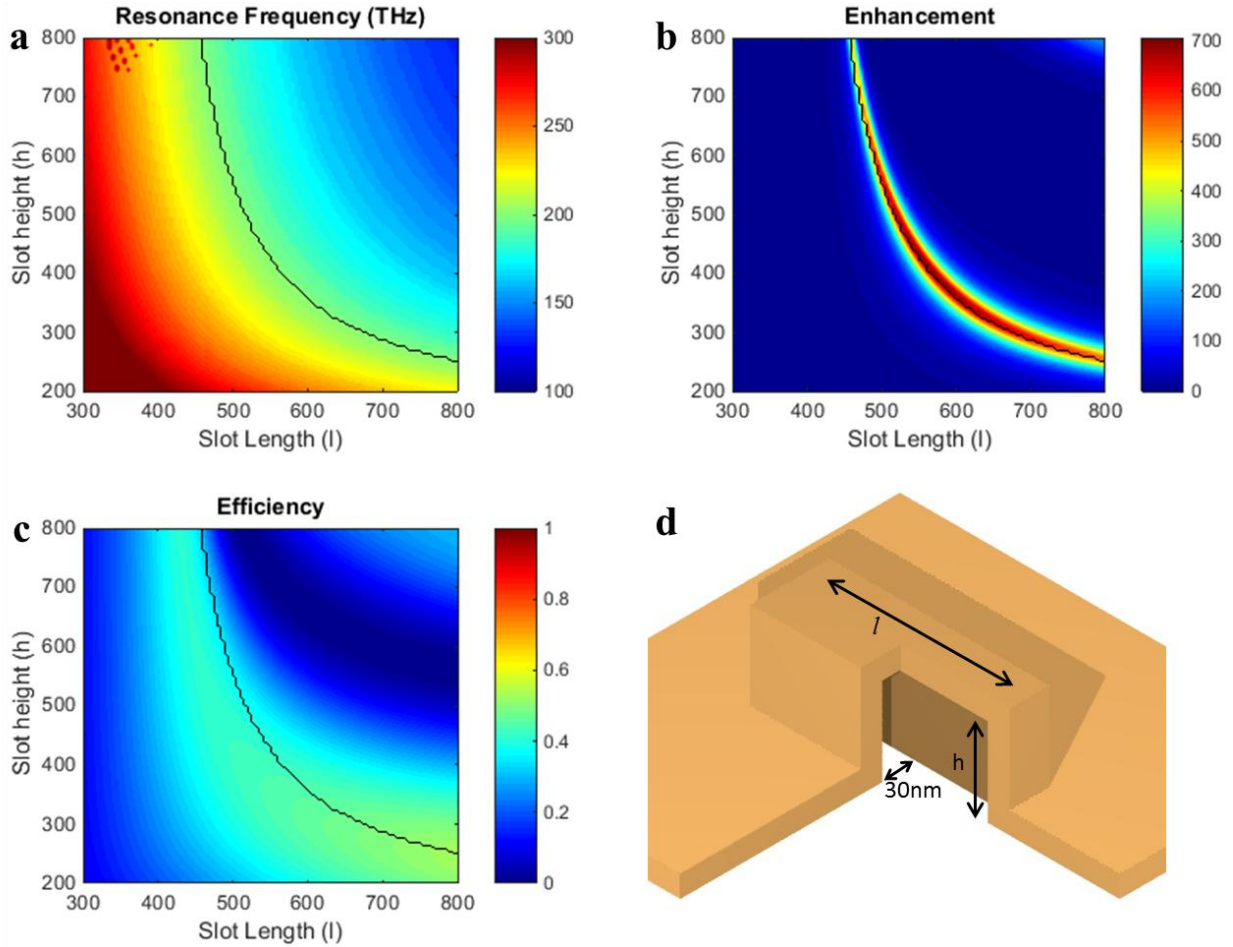 a
Resonance Frequency (THz)
Slot height (h)
800
700
600
500
400
300
200
300 400 500 600 700 800
Slot Length (l)
300
250
200
150
100
b
Enhancement
Slot height (h)
800
700
600
500
400
300
200
300 400 500 600 700 800
Slot Length (l)
700
600
500
400
300
200
100
0
c
Efficiency
Slot height (h)
800
700
600
500
400
300
200
300 400 500 600 700 800
Slot Length (l)
1
0.8
0.6
0.4
0.2
0
d
l
h
30nm